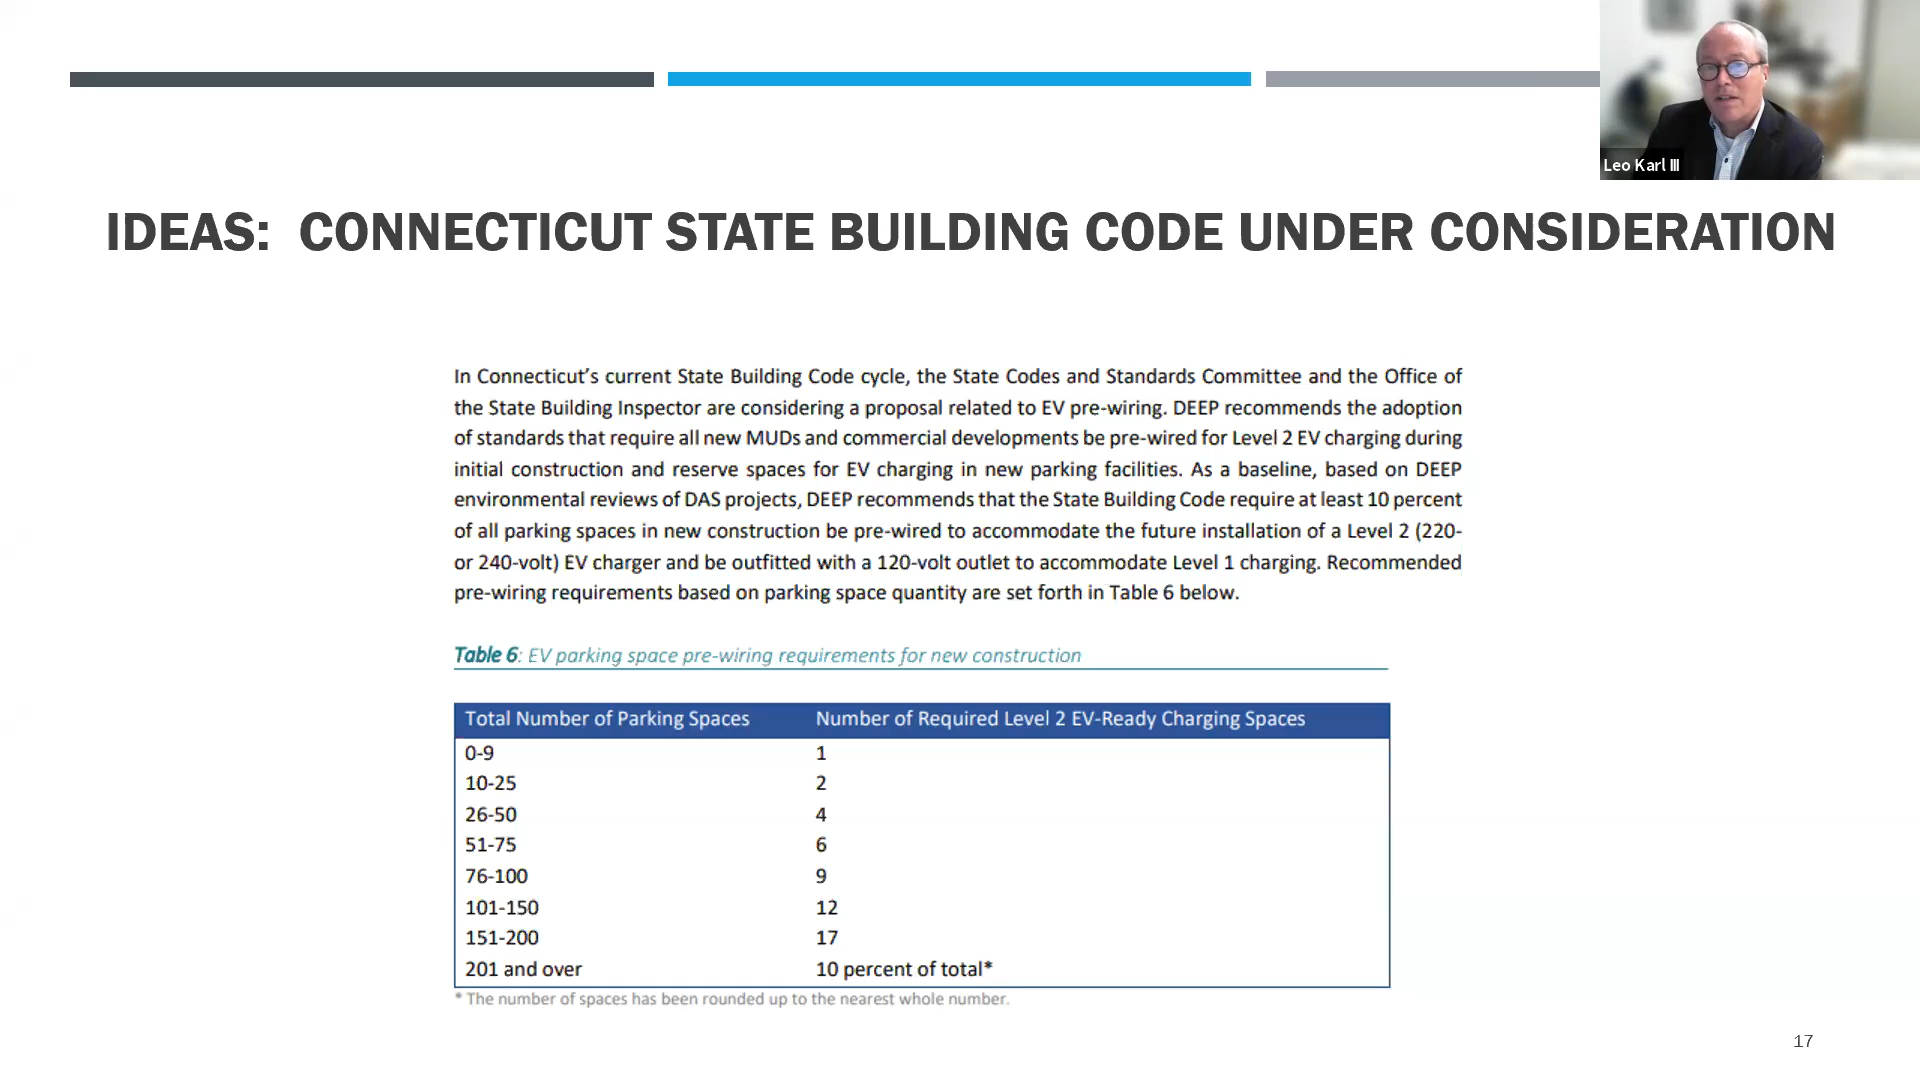 Leo Karl III
IDEAS:  CONNECTICUT STATE BUILDING CODE UNDER CONSIDERATION
In Connecticut's current State Building Code cycle, the State Codes and Standards Committee and the Office of
the State Building Inspector are considering a proposal related to EV pre-wiring. DEEP recommends the adoption
of standards that require all new MUDs and commercial developments be pre-wired for Level 2 EV charging during
initial construction and reserve spaces for EV charging in new parking facilities. As a baseline, based on DEEP
environmental reviews of DAS projects, DEEP recommends that the State Building Code require at least 10 percent
of all parking spaces in new construction be pre-wired to accommodate the future installation of a Level 2 (220-
or 240-volt) EV charger and be outfitted with a 120-volt outlet to accommodate Level 1 charging. Recommended
pre-wiring requirements based on parking space quantity are set forth in Table 6 below.
Table 6: EV parking space pre-wiring requirements for new construction
Total Number of Parking Spaces Number of Required Level 2 EV-Ready Charging Spaces
0-9 1
10-25 2
26-50 4
51-75 6
76-100 9
101-150 12
151-200 17
201 and over 10 percent of total*
* The number of spaces has been rounded up to the nearest whole number.
17